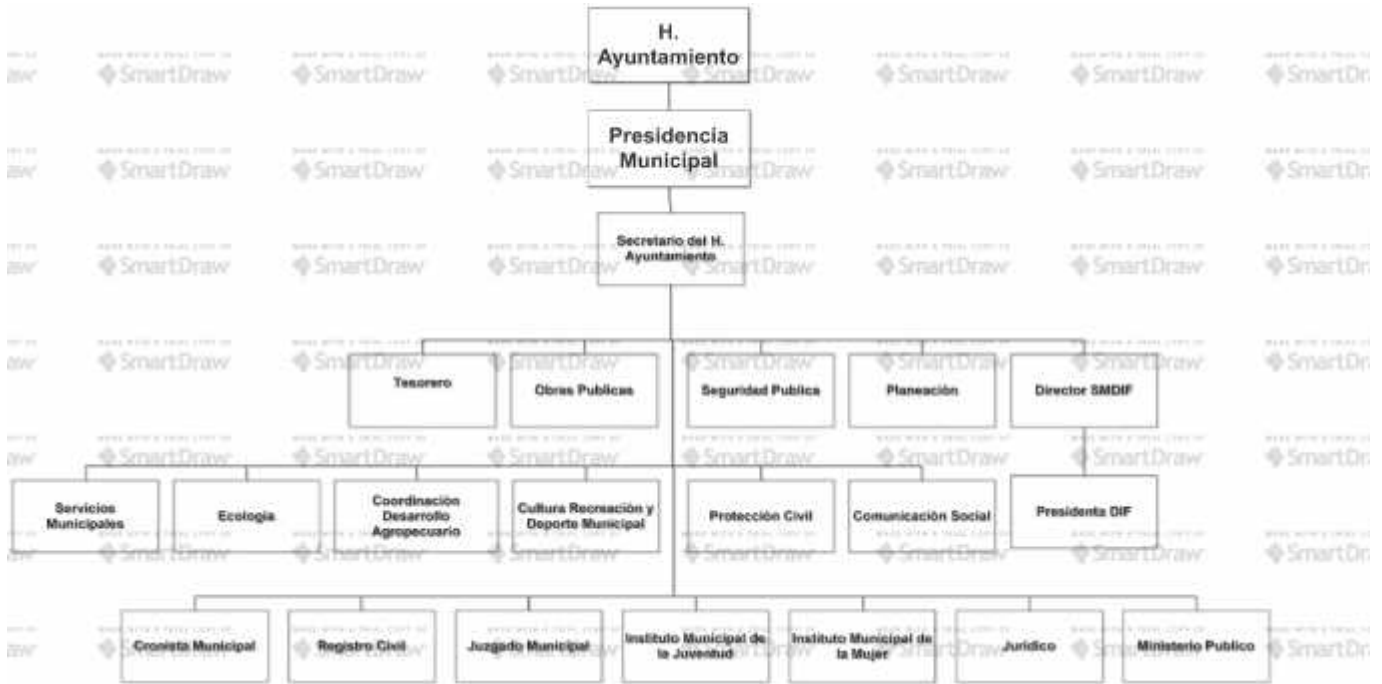 H.
Ayuntamiento
Presidencia
Municipal
Secretario del H.
Ayuntamiento
Tesorero
Obras Publicas
Seguridad Publica
Planeación
Director SMDIF
Servicios
Municipales
Ecologia
Coordinación
Desarrollo
Agropecuario
Cultura Recreación y
Deporte Municipal
Protección Civil
Comunicación Social
Presidenta DIF
Cronista Municipal
Registro Civil
Juzgado Municipal
Instituto Municipal de
la Juventud
Instituto Municipal de
la Mujer
Juridico
Ministerio Publico
SmartDraw